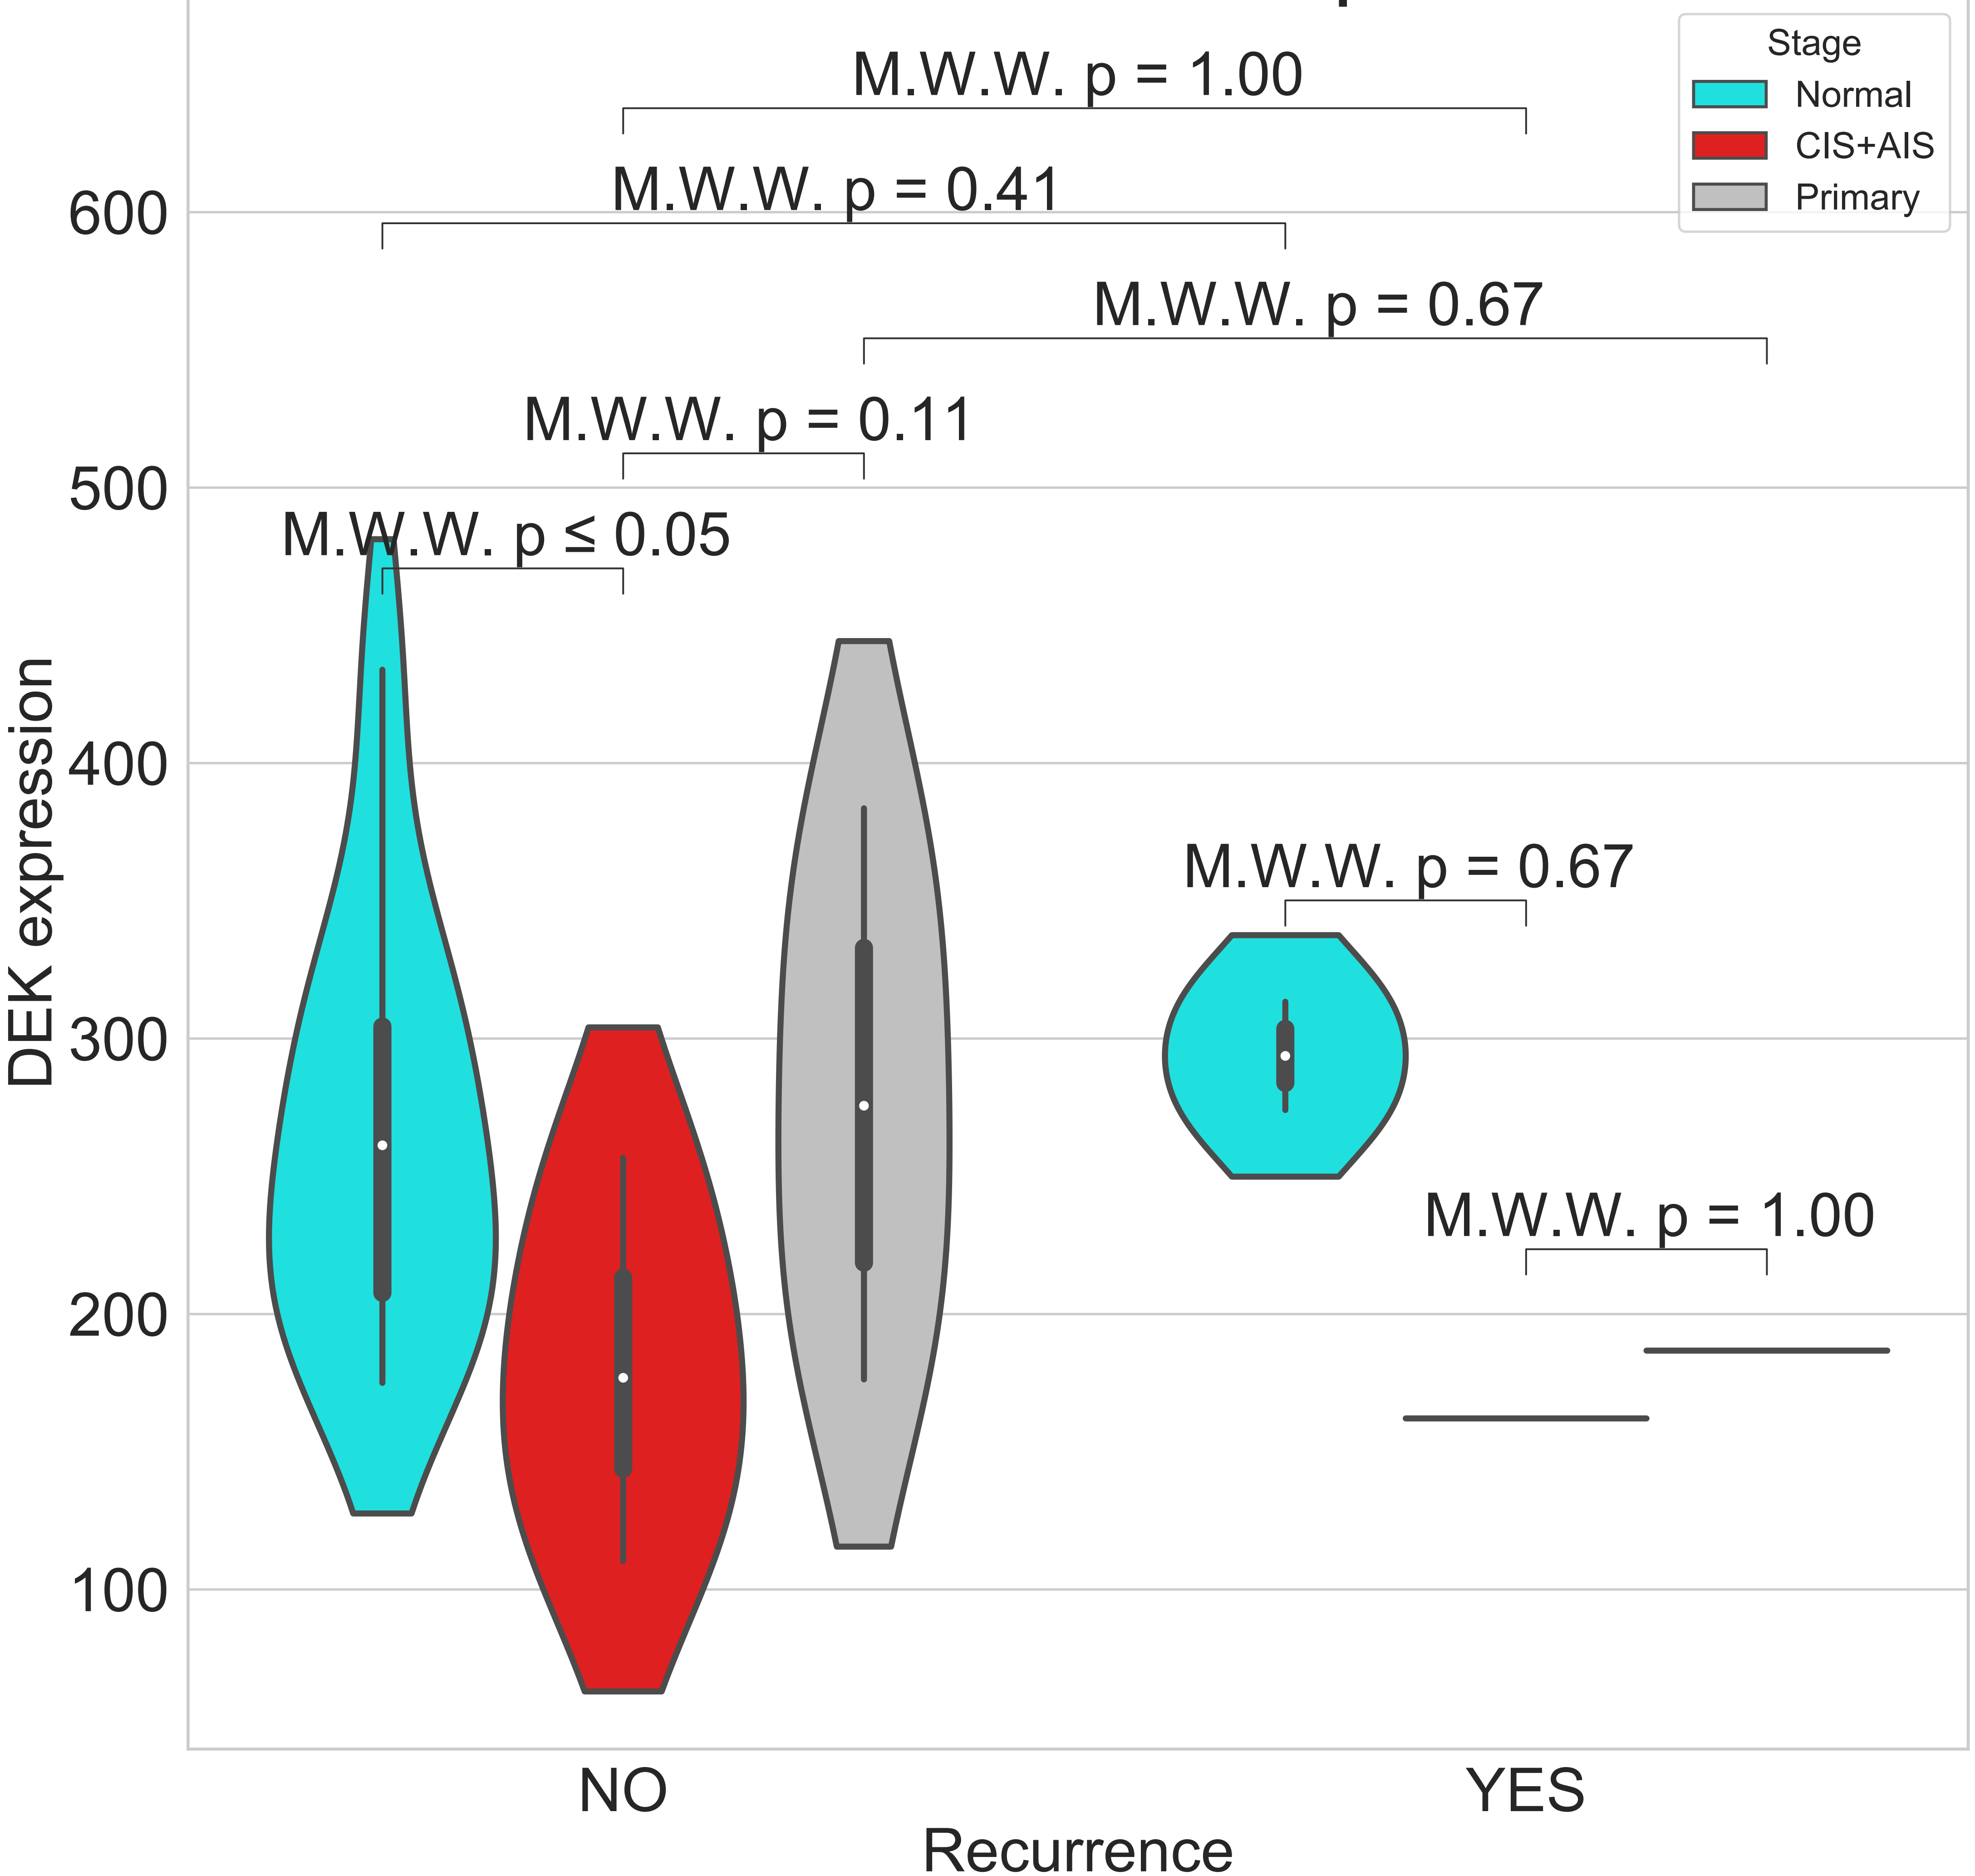 M.W.W. p = 1.00
Stage
Normal
CIS+AIS
Primary
M.W.W. p = 0.41
M.W.W. p = 0.67
M.W.W. p = 0.11
M.W.W. p ≤ 0.05
M.W.W. p = 0.67
M.W.W. p = 1.00
600
500
400
300
200
100
DEK expression
NO
YES
Recurrence